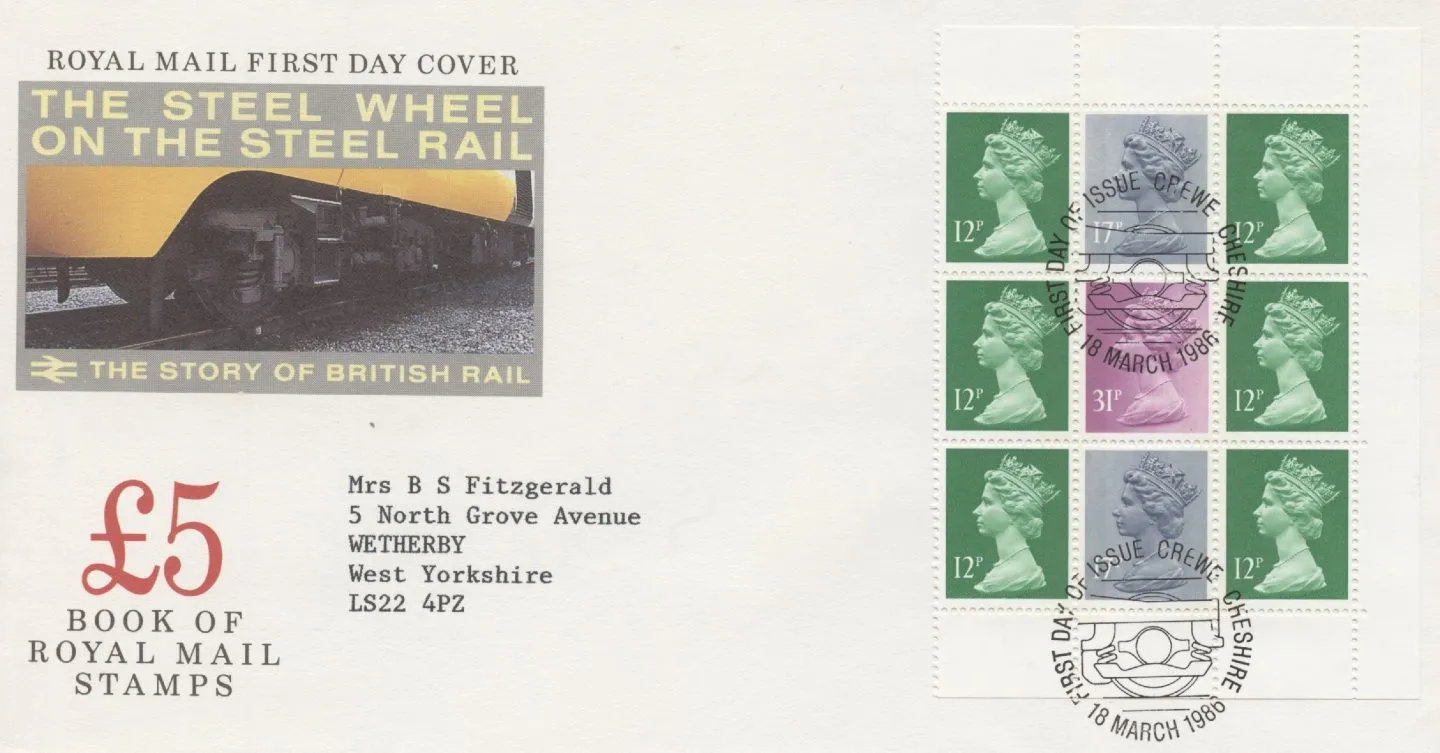 ROYAL MAIL FIRST DAY COVER
THE STEEL WHEEL
ON THE STEEL RAIL
THE STORY OF BRITISH RAIL
£5
BOOK OF
ROYAL MAIL
STAMPS
Mrs B S Fitzgerald
5 North Grove Avenue
WETHERBY
West Yorkshire
LS22 4PZ
12P
17P
12P
12P
31P
12P
12P
12P
FIRST DAY OF ISSUE CREWE CHESHIRE
18 MARCH 1986
FIRST DAY OF ISSUE CREWE CHESHIRE
18 MARCH 1986